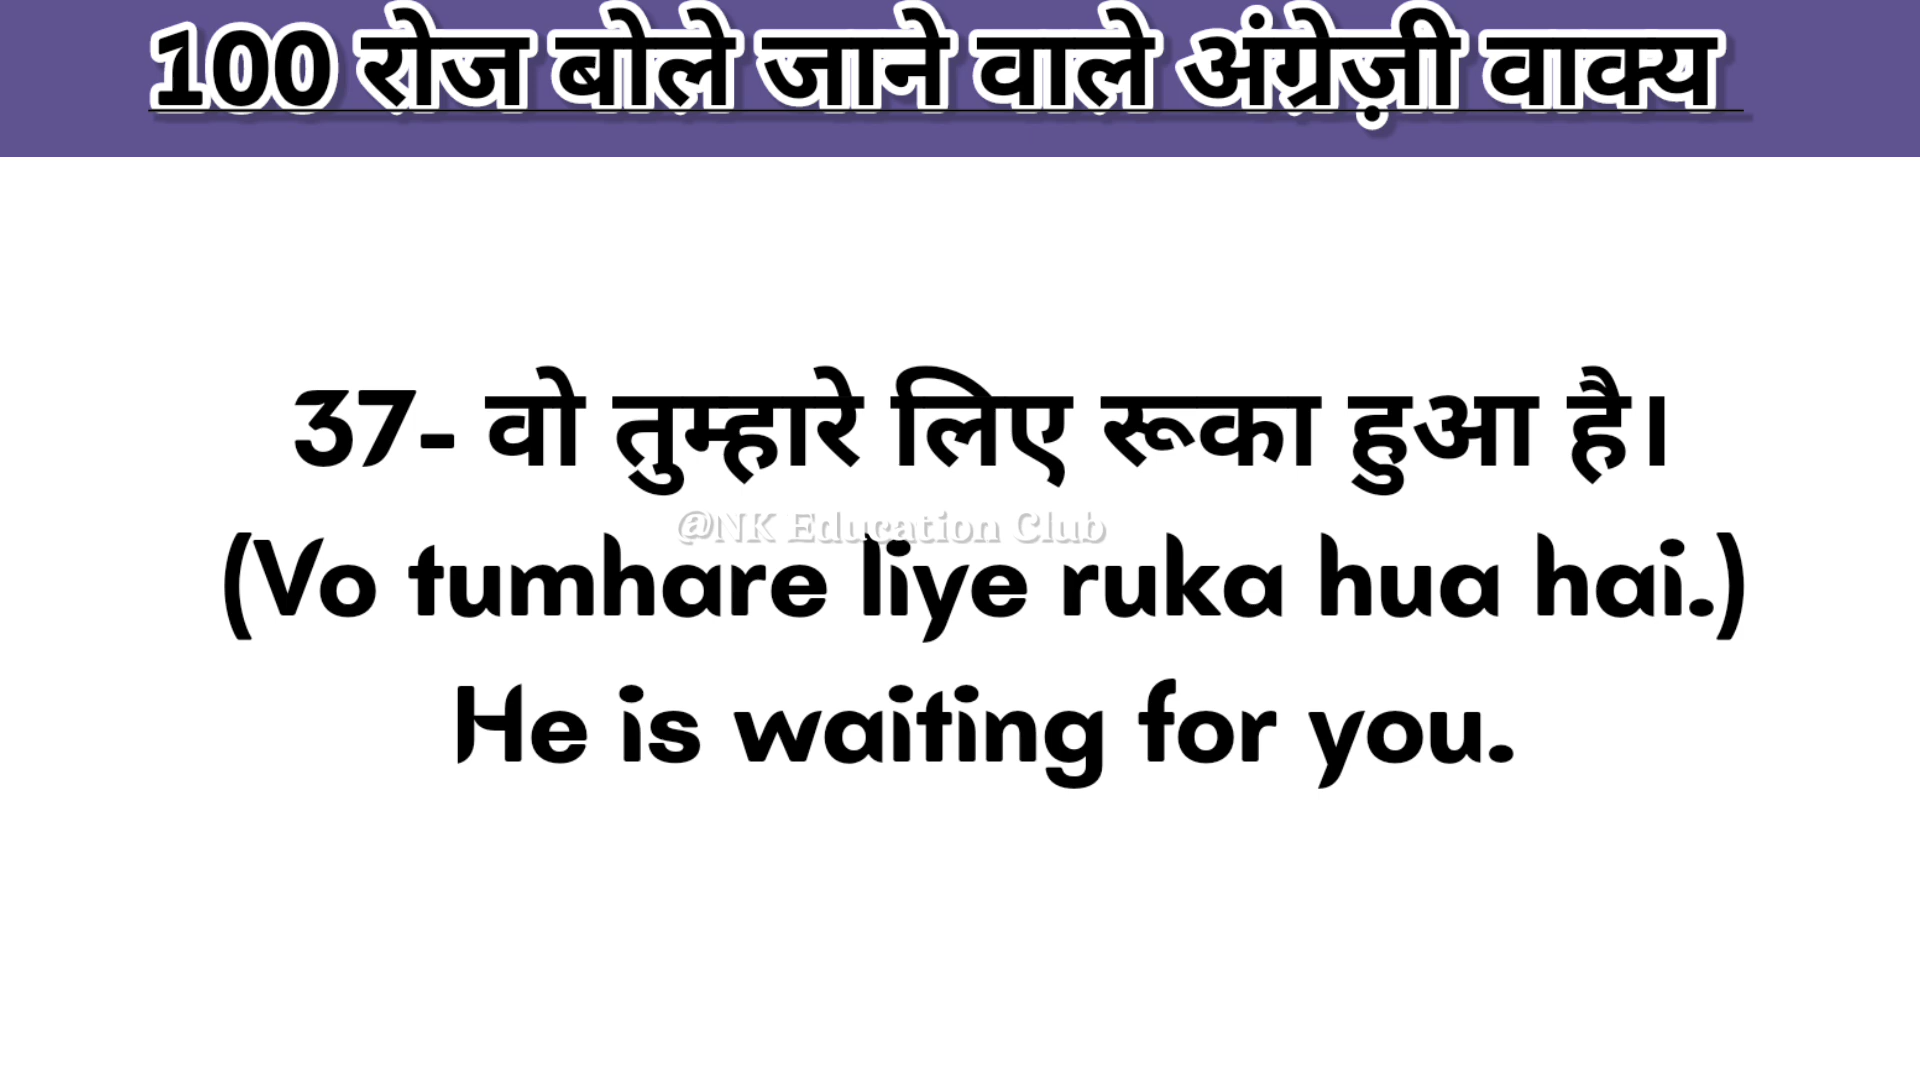 100 रोज बोले जाने वाले अंग्रेज़ी वाक्य
37- वो तुम्हारे लिए रूका हुआ है।
@NK Education Club
(Vo tumhare liye ruka hua hai.)
He is waiting for you.